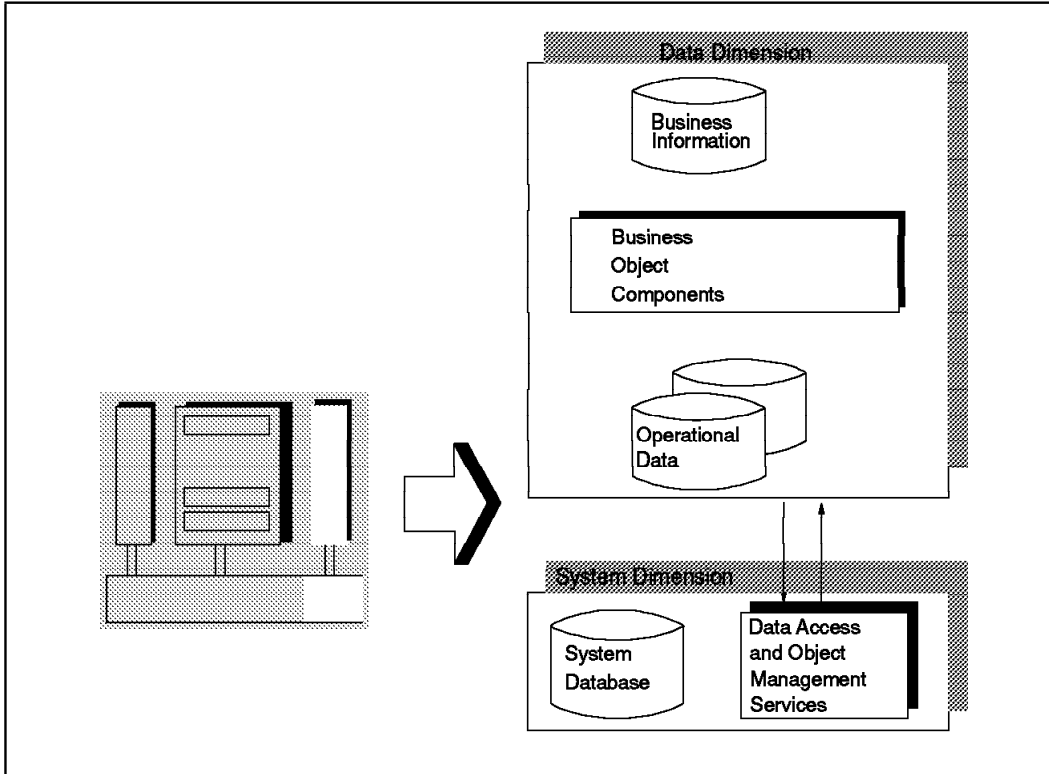 Data Dimension
Business
Information
Business
Object
Components
Operational
Data
System Dimension
System
Database
Data Access
and Object
Management
Services